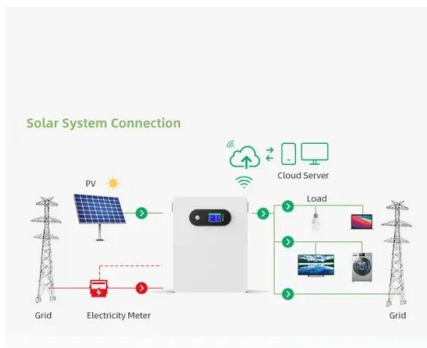 Solar System Connection
Cloud Server
PV
Load
Grid
Electricity Meter
Grid